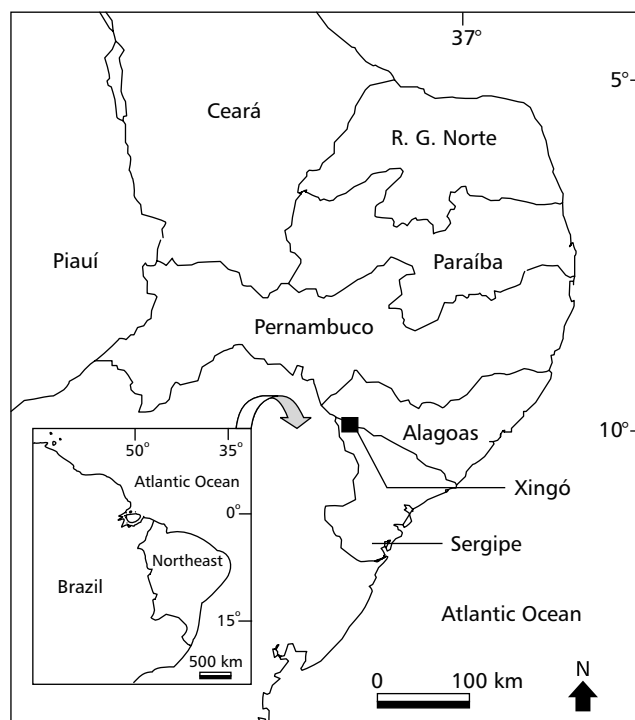 37°
5°
Ceará
R. G. Norte
Piauí
Paraíba
Pernambuco
Alagoas
10°
Xingó
Sergipe
Atlantic Ocean
0
100 km
N
50°
35°
Atlantic Ocean
0°
Northeast
Brazil
15°
500 km